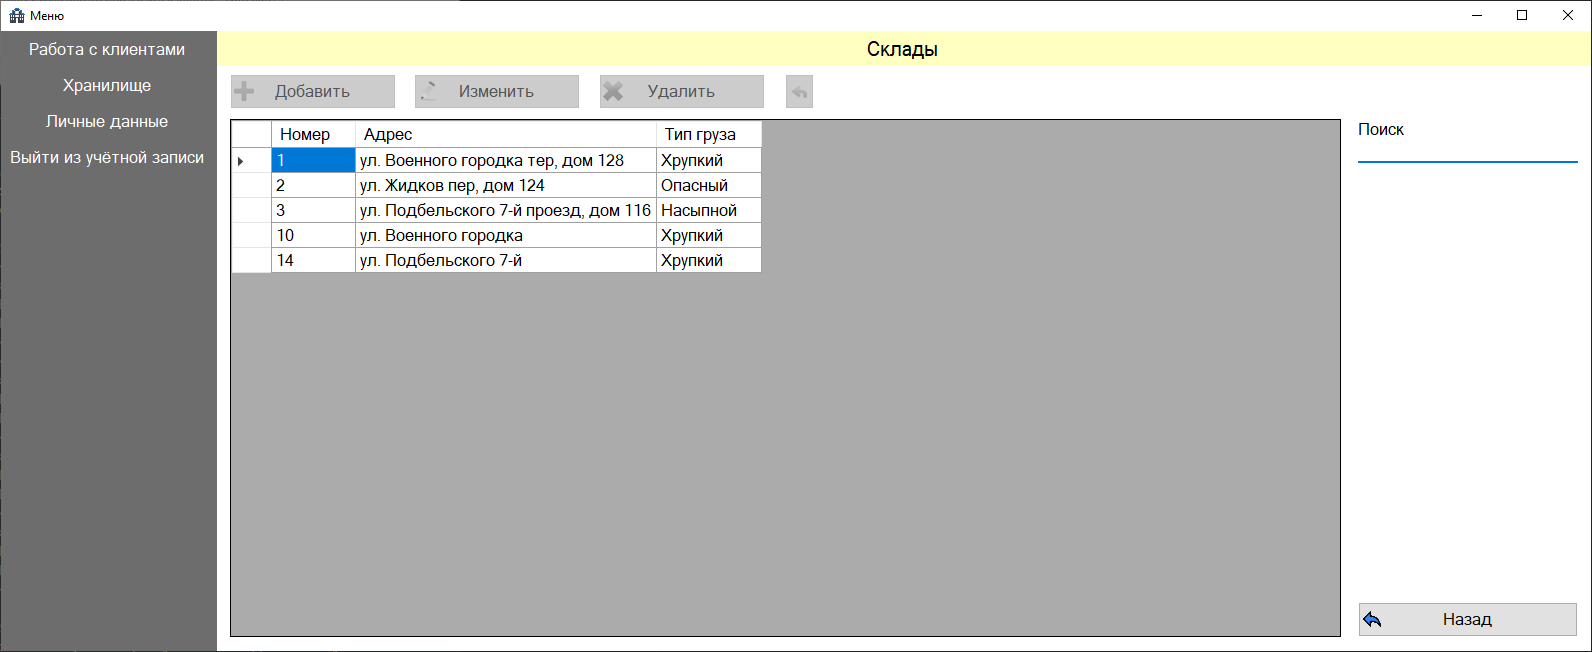 Меню
Работа с клиентами
Хранилище
Личные данные
Выйти из учётной записи
Склады
Добавить Изменить Удалить
Номер Адрес Тип груза
1 ул. Военного городка тер, дом 128 Хрупкий
2 ул. Жидков пер, дом 124 Опасный
3 ул. Подбельского 7-й проезд, дом 116 Насыпной
10 ул. Военного городка Хрупкий
14 ул. Подбельского 7-й Хрупкий
Поиск
Назад